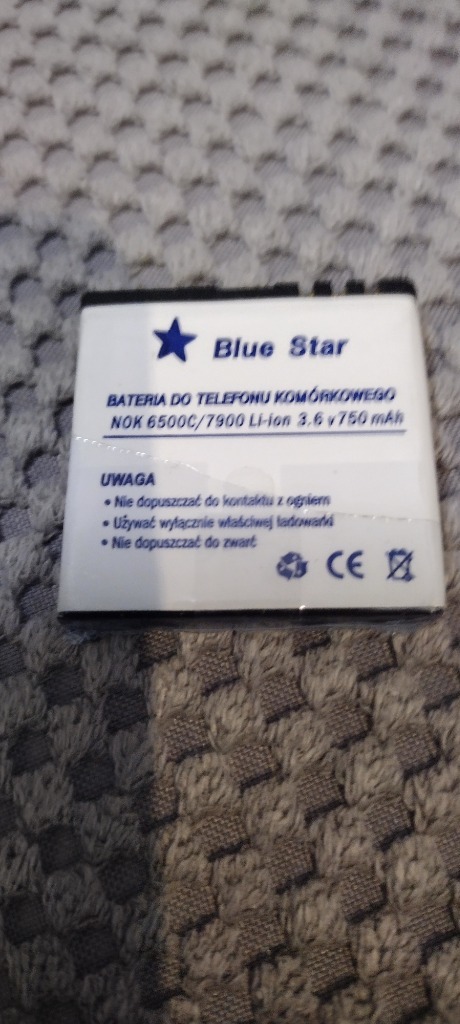 Blue Star
BATERIA DO TELEFONU KOMÓRKOWEGO
NOK 6500C/7900 Li-ion 3.6 v 750 mAh
UWAGA
• Nie dopuszczać do kontaktu z ogniem
• Używać wyłącznie właściwej ładowarki
• Nie dopuszczać do zwarć
CE